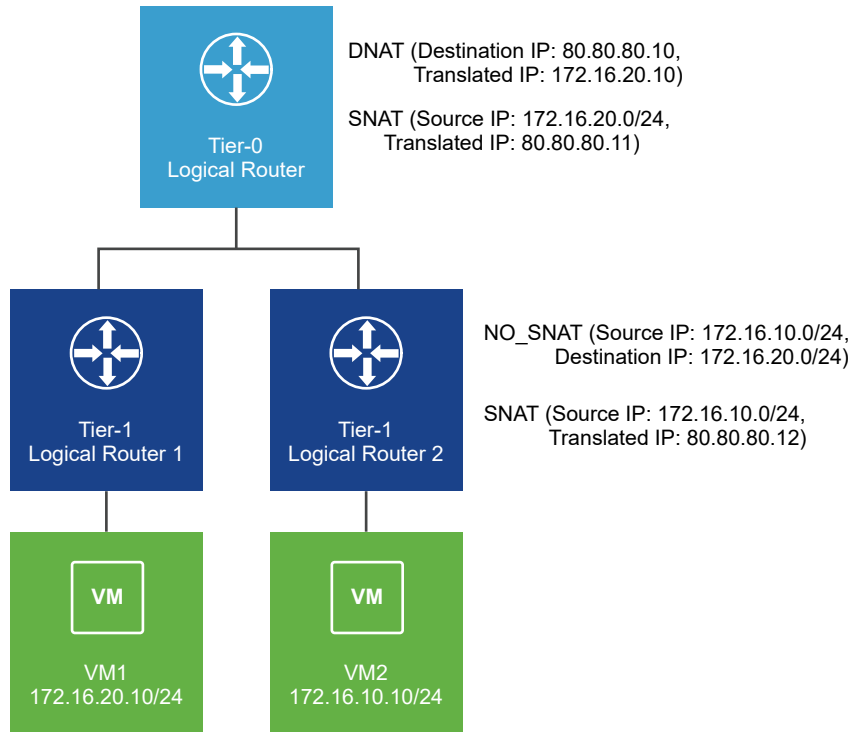 DNAT (Destination IP: 80.80.80.10,
Translated IP: 172.16.20.10)
SNAT (Source IP: 172.16.20.0/24,
Translated IP: 80.80.80.11)
Tier-0
Logical Router
NO_SNAT (Source IP: 172.16.10.0/24,
Destination IP: 172.16.20.0/24)
SNAT (Source IP: 172.16.10.0/24,
Translated IP: 80.80.80.12)
Tier-1
Logical Router 1
Tier-1
Logical Router 2
VM
VM1
172.16.20.10/24
VM
VM2
172.16.10.10/24